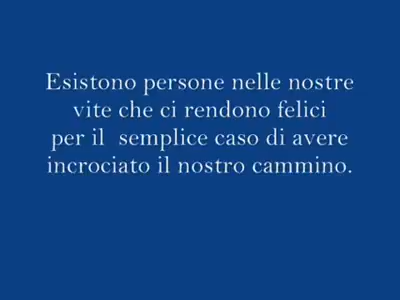 Esistono persone nelle nostre
vite che ci rendono felici
per il  semplice caso di avere
incrociato il nostro cammino.